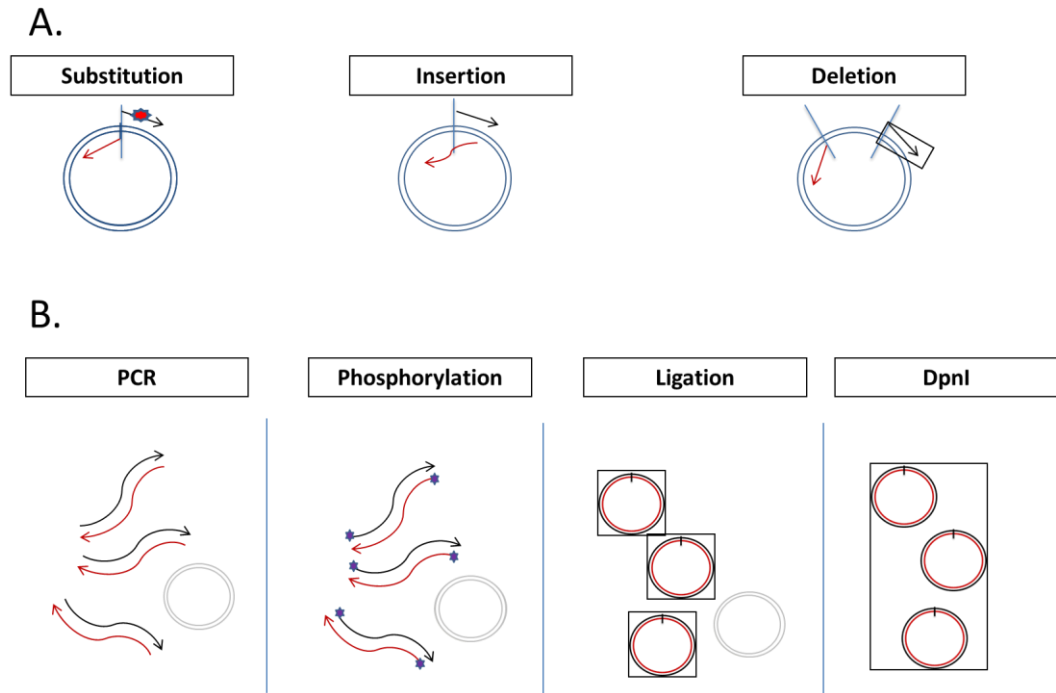 A.
Substitution
Insertion
Deletion
B.
PCR
Phosphorylation
Ligation
DpnI